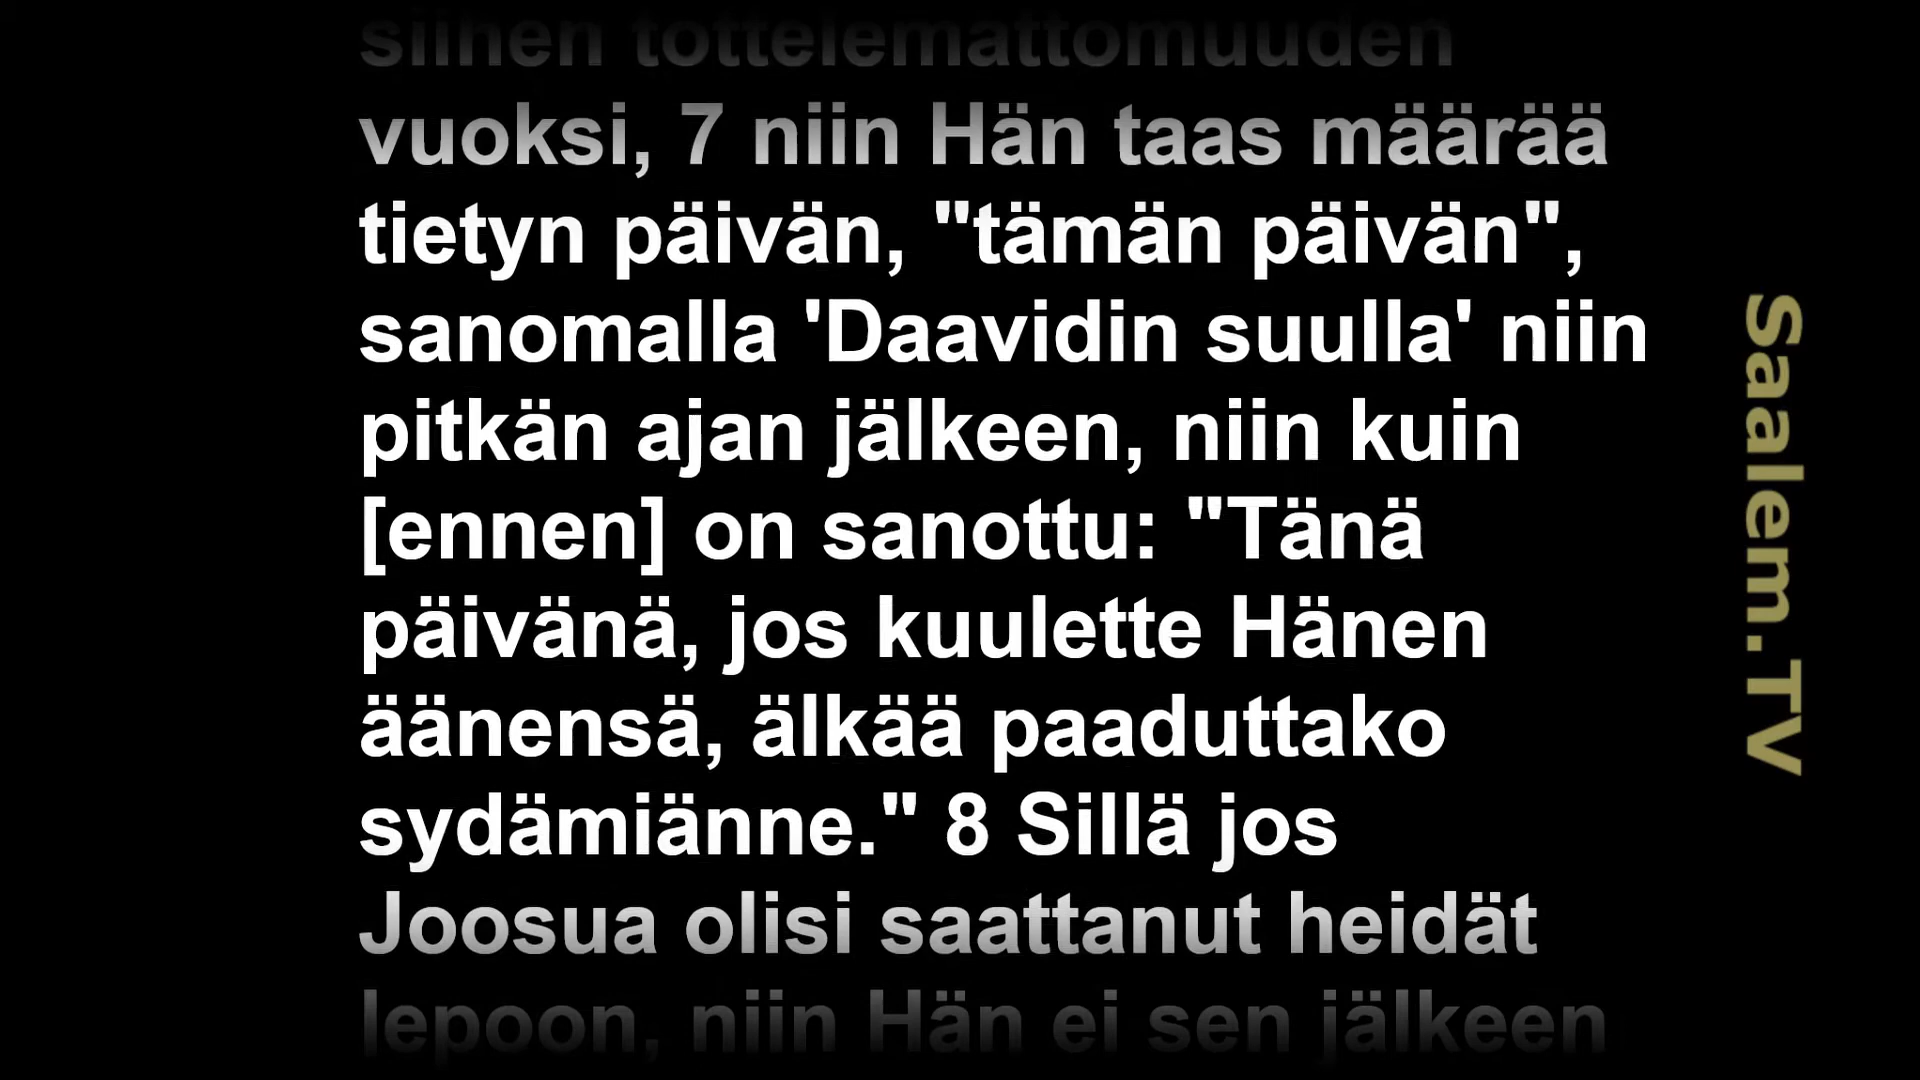 siihen tottelemattomuuden
vuoksi, 7 niin Hän taas määrää
tietyn päivän, "tämän päivän",
sanomalla 'Daavidin suulla' niin
pitkän ajan jälkeen, niin kuin
[ennen] on sanottu: "Tänä
päivänä, jos kuulette Hänen
äänensä, älkää paaduttako
sydämiänne." 8 Sillä jos
Joosua olisi saattanut heidät
lepoon, niin Hän ei sen jälkeen
Saalem.TV